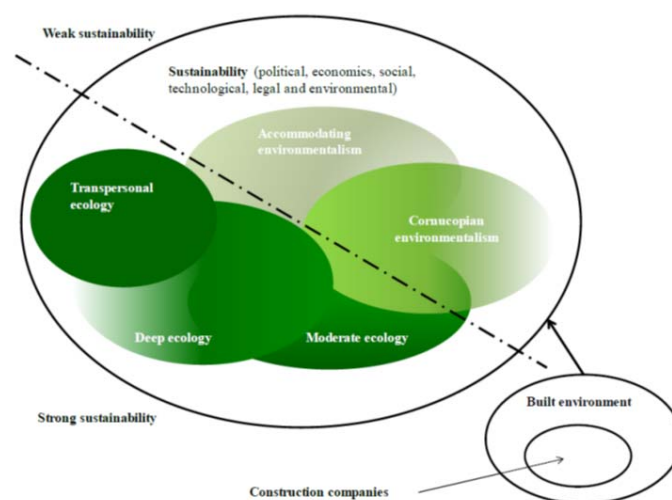 Weak sustainability
Sustainability (political, economics, social,
technological, legal and environmental)
Accommodating
environmentalism
Transpersonal
ecology
Cornucopian
environmentalism
Deep ecology
Moderate ecology
Built environment
Strong sustainability
Construction companies